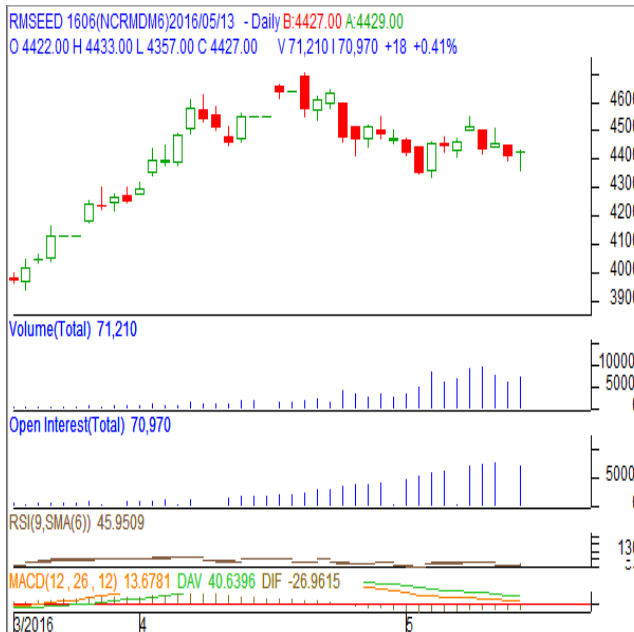 RMSEED 1606(NCRMDM6)2016/05/13 - Daily B:4427.00 A:4429.00
O 4422.00 H 4433.00 L 4357.00 C 4427.00 V 71,210 I 70,970 +18 +0.41%
4600
4500
4400
4300
4200
4100
4000
3900
Volume(Total) 71,210
10000
5000
Open Interest(Total) 70,970
5000
RSI(9,SMA(6)) 45.9509
130
MACD(12 , 26 , 12) 13.6781 DAV 40.6396 DIF -26.9615
3/2016 4 5